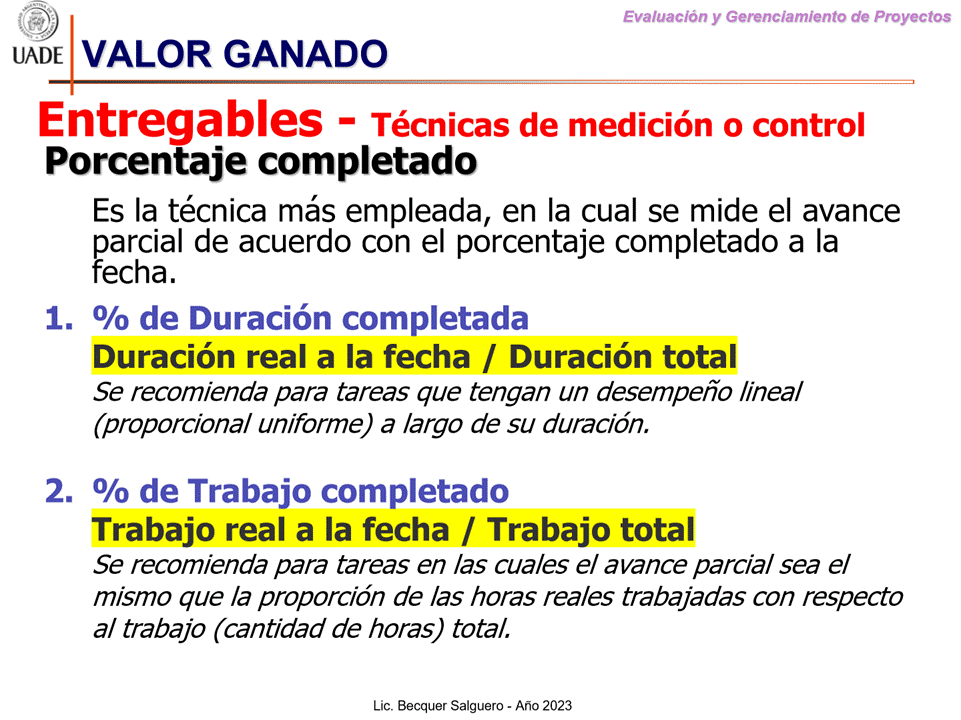 Evaluación y Gerenciamiento de Proyectos
UADE
VALOR GANADO
Entregables - Técnicas de medición o control
Porcentaje completado
Es la técnica más empleada, en la cual se mide el avance
parcial de acuerdo con el porcentaje completado a la
fecha.
1. % de Duración completada
Duración real a la fecha / Duración total
Se recomienda para tareas que tengan un desempeño lineal
(proporcional uniforme) a largo de su duración.
2. % de Trabajo completado
Trabajo real a la fecha / Trabajo total
Se recomienda para tareas en las cuales el avance parcial sea el
mismo que la proporción de las horas reales trabajadas con respecto
al trabajo (cantidad de horas) total.
Lic. Becquer Salguero - Año 2023